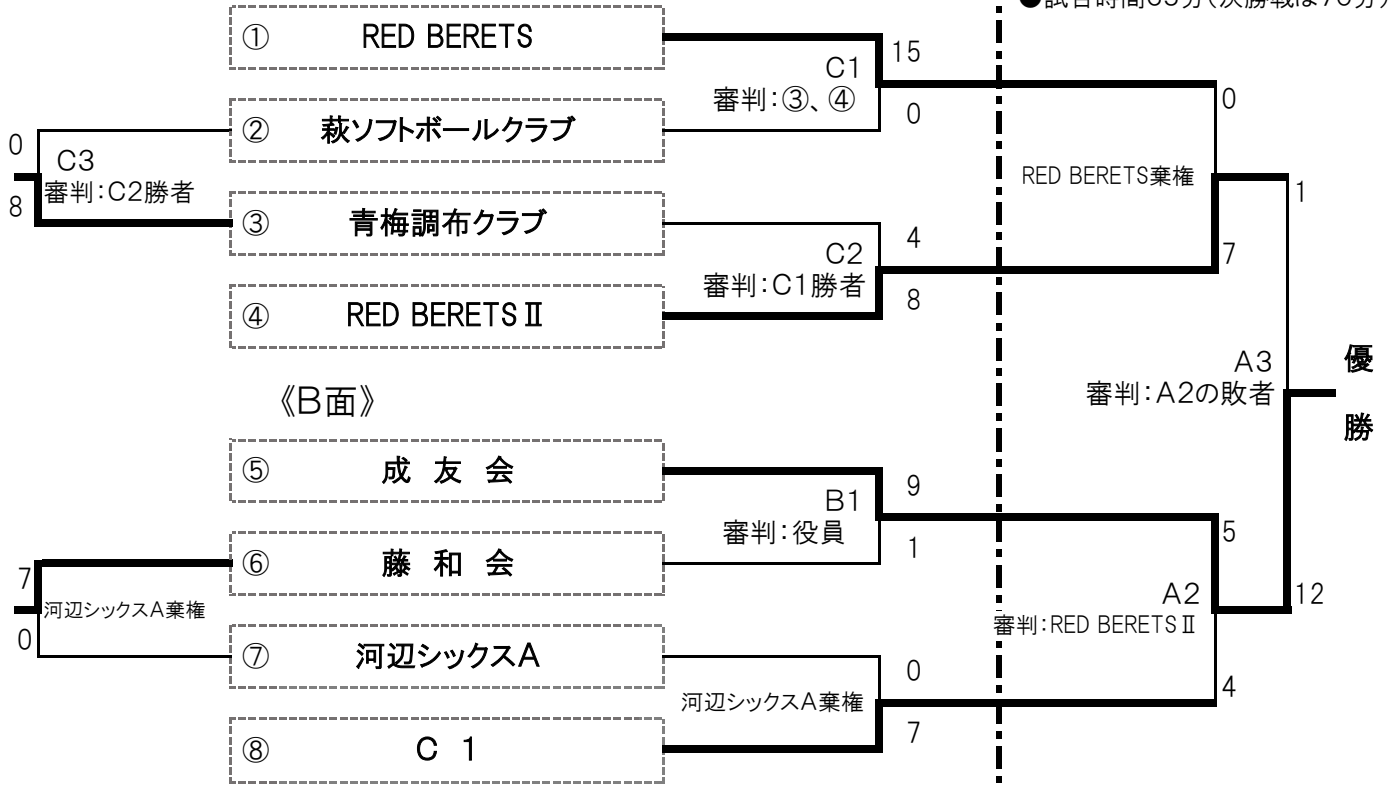 ●試合時間65分(決勝戦は70分)
① RED BERETS
15
C1
審判:③、④
0
② 萩ソフトボールクラブ
0
C3
審判:C2勝者
8
0
RED BERETS棄権
7
1
③ 青梅調布クラブ
4
C2
審判:C1勝者
8
④ RED BERETSⅡ
A3
審判:A2の敗者
優
勝
《B面》
⑤ 成 友 会
9
B1
審判:役員
1
⑥ 藤 和 会
7
河辺シックスA棄権
0
5
A2
審判:RED BERETSⅡ
4
12
⑦ 河辺シックスA
0
河辺シックスA棄権
7
⑧ C 1